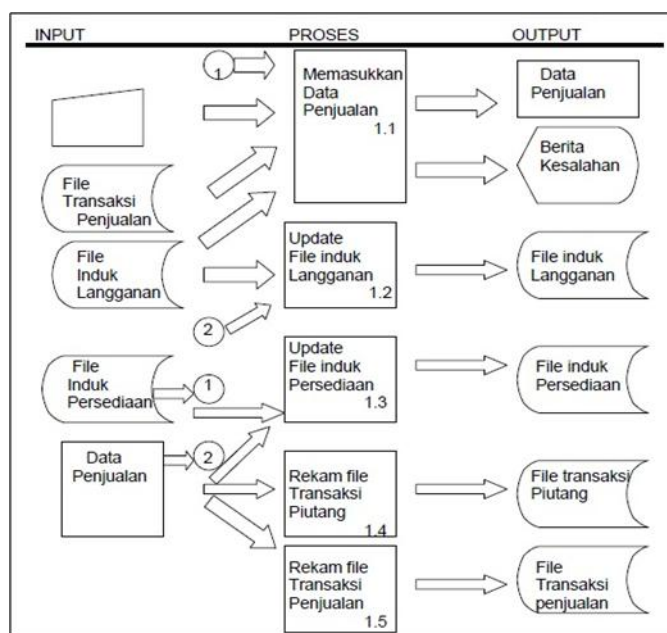 INPUT
PROSES
OUTPUT
1
Memasukkan
Data
Penjualan
1.1
Data
Penjualan
Berita
Kesalahan
File
Transaksi
Penjualan
File
Induk
Langganan
Update
File induk
Langganan
1.2
File induk
Langganan
2
File
Induk
Persediaan
1
Update
File induk
Persediaan
1.3
File induk
Persediaan
Data
Penjualan
2
Rekam file
Transaksi
Piutang
1.4
File transaksi
Piutang
Rekam file
Transaksi
Penjualan
1.5
File
Transaksi
penjualan